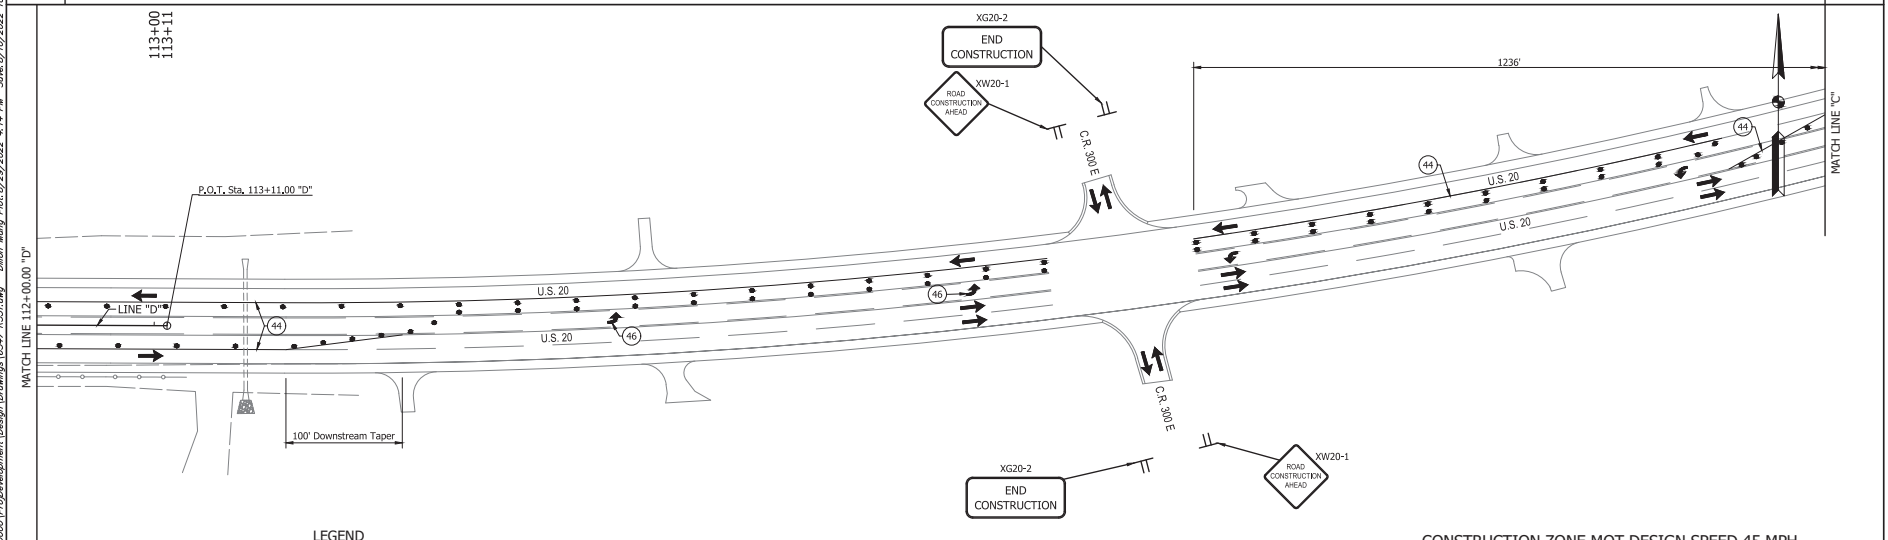 113+00
113+11
XG20-2
END
CONSTRUCTION
XW20-1
ROAD
CONSTRUCTION
AHEAD
1236'
MATCH LINE "C"
C.R. 300 E
44
44
U.S. 20
U.S. 20
P.O.T. Sta. 113+11.00 "D"
MATCH LINE 112+00.00 "D"
LINE "D"
44
U.S. 20
U.S. 20
46
46
100' Downstream Taper
C.R. 300 E
XG20-2
END
CONSTRUCTION
XW20-1
ROAD
CONSTRUCTION
AHEAD
LEGEND
CONSTRUCTION ZONE MOT DESIGN SPEED 45 MPH